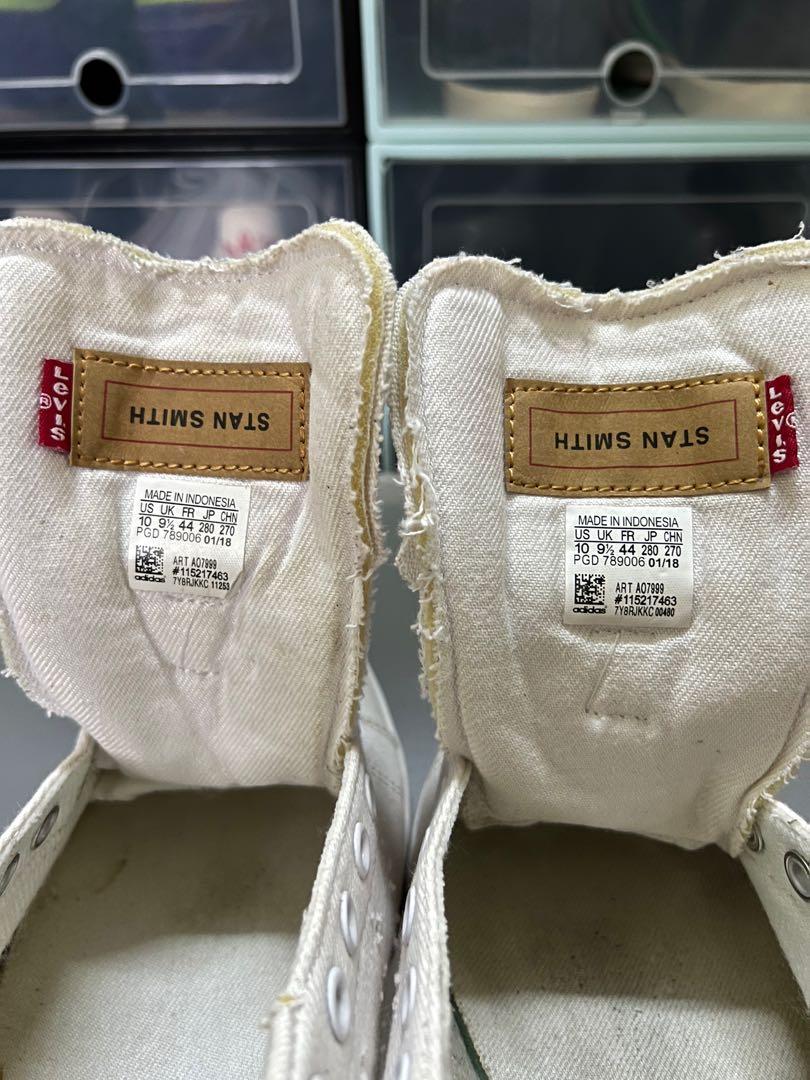 Levi's
®
STAN SMITH
MADE IN INDONESIA
US UK FR JP CHN
10 9½ 44 280 270
PGD 789006 01/18
ART AO7999
#115217463
adidas
7Y8RJKKC 11253
STAN SMITH
Levi's
®
MADE IN INDONESIA
US UK FR JP CHN
10 9½ 44 280 270
PGD 789006 01/18
ART AO7999
#115217463
adidas
7Y8RJKKC 00480